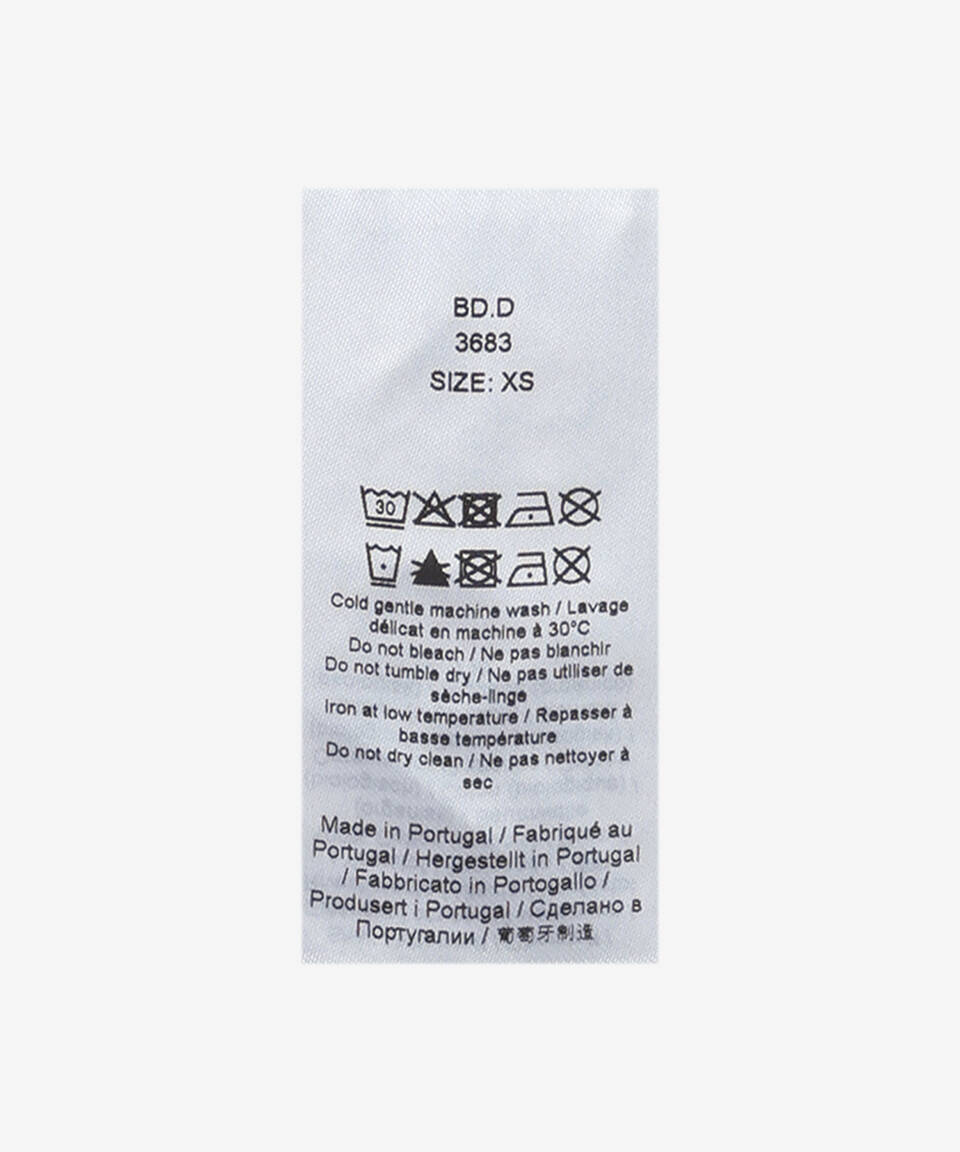 BD.D
3683
SIZE: XS
30
Cold gentle machine wash / Lavage
délicat en machine à 30°C
Do not bleach / Ne pas blanchir
Do not tumble dry / Ne pas utiliser de
sèche-linge
Iron at low temperature / Repasser à
basse température
Do not dry clean / Ne pas nettoyer à
sec
Made in Portugal / Fabriqué au
Portugal / Hergestellt in Portugal
/ Fabbricato in Portogallo /
Produsert i Portugal / Сделано в
Португалии / 葡萄牙制造